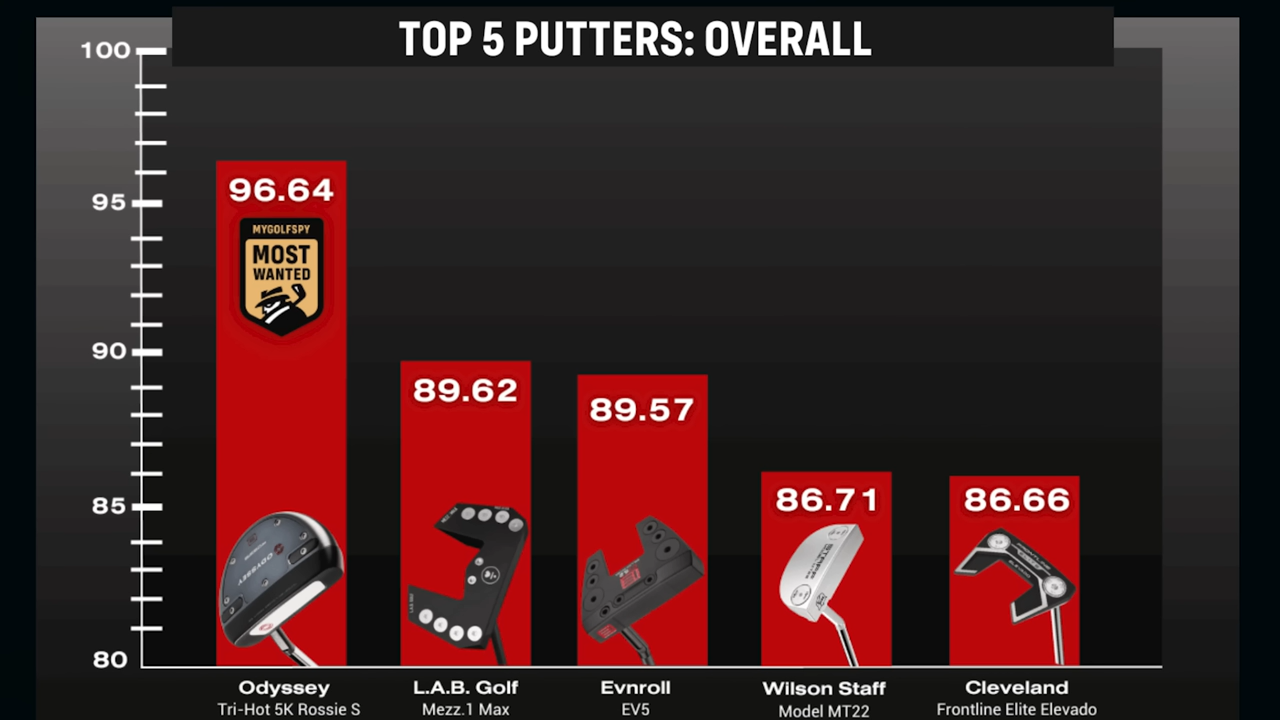 TOP 5 PUTTERS: OVERALL
100
95
90
85
80
96.64
MYGOLFSPY
MOST
WANTED
89.62
89.57
86.71
86.66
ODYSSEY
Odyssey
Tri-Hot 5K Rossie S
L.A.B. Golf
Mezz.1 Max
Evnroll
EV5
Wilson Staff
Model MT22
Cleveland
Frontline Elite Elevado